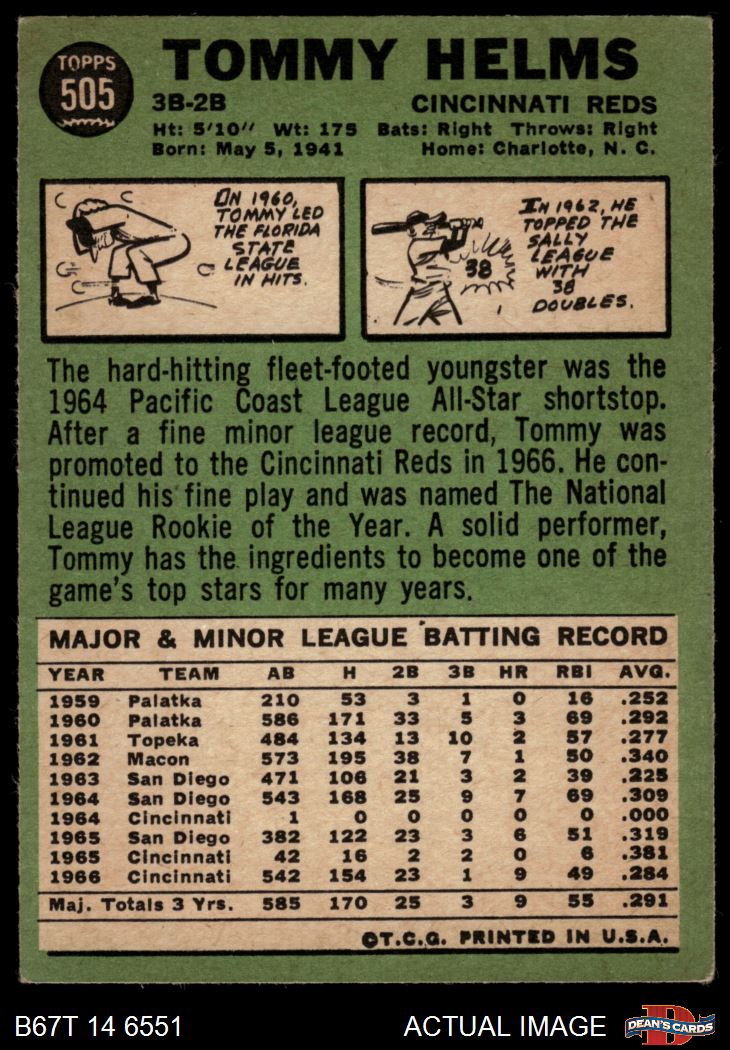 TOPPS
505
TOMMY HELMS
3B-2B CINCINNATI REDS
Ht: 5'10" Wt: 175 Bats: Right Throws: Right
Born: May 5, 1941 Home: Charlotte, N. C.
IN 1960,
TOMMY LED
THE FLORIDA
STATE
LEAGUE
IN HITS.
IN 1962, HE
TOPPED THE
SALLY
LEAGUE
WITH
38
DOUBLES.
38
The hard-hitting fleet-footed youngster was the
1964 Pacific Coast League All-Star shortstop.
After a fine minor league record, Tommy was
promoted to the Cincinnati Reds in 1966. He con-
tinued his fine play and was named The National
League Rookie of the Year. A solid performer,
Tommy has the ingredients to become one of the
game's top stars for many years.
MAJOR & MINOR LEAGUE BATTING RECORD
YEAR TEAM AB H 2B 3B HR RBI AVG.
1959 Palatka 210 53 3 1 0 16 .252
1960 Palatka 586 171 33 5 3 69 .292
1961 Topeka 484 134 13 10 2 57 .277
1962 Macon 573 195 38 7 1 50 .340
1963 San Diego 471 106 21 3 2 39 .225
1964 San Diego 543 168 25 9 7 69 .309
1964 Cincinnati 1 0 0 0 0 0 .000
1965 San Diego 382 122 23 3 6 51 .319
1965 Cincinnati 42 16 2 2 0 6 .381
1966 Cincinnati 542 154 23 1 9 49 .284
Maj. Totals 3 Yrs. 585 170 25 3 9 55 .291
©T.C.G. PRINTED IN U.S.A.
B67T 14 6551 ACTUAL IMAGE
D
DEAN'S CARDS